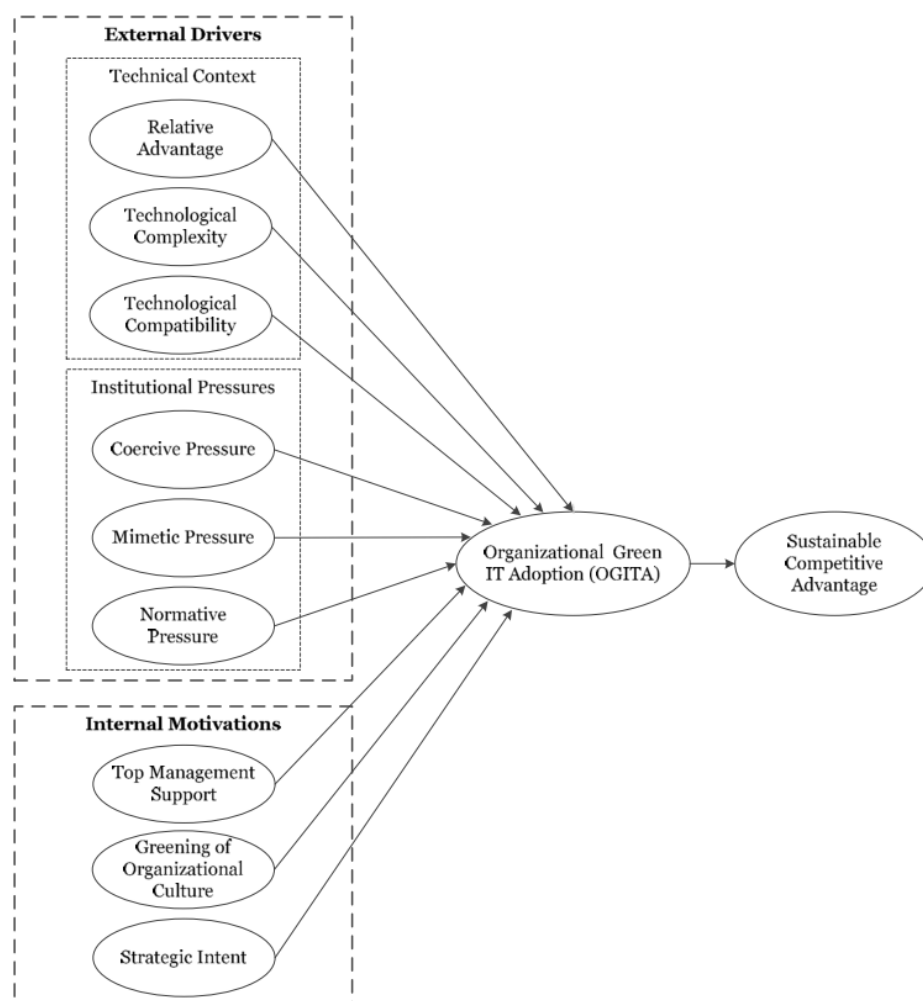 External Drivers
Technical Context
Relative
Advantage
Technological
Complexity
Technological
Compatibility
Institutional Pressures
Coercive Pressure
Mimetic Pressure
Normative
Pressure
Organizational Green
IT Adoption (OGITA)
Sustainable
Competitive
Advantage
Internal Motivations
Top Management
Support
Greening of
Organizational
Culture
Strategic Intent